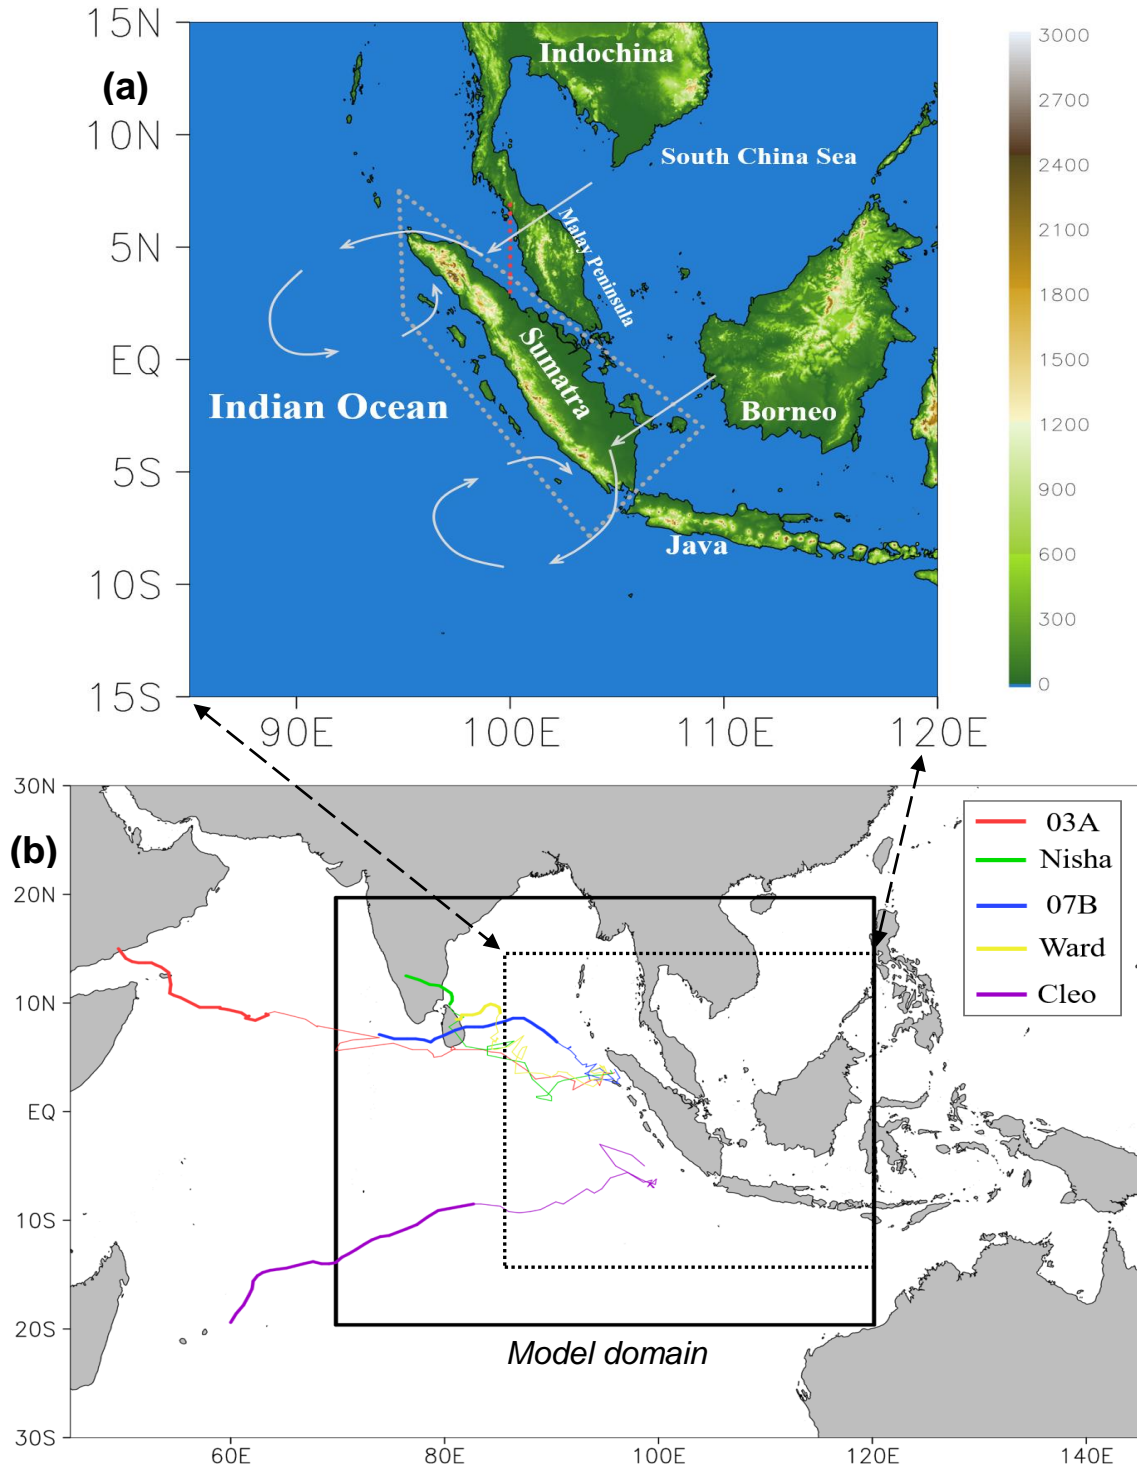 (a)
15N
10N
5N
EQ
5S
10S
15S
90E
100E
110E
120E
Indochina
South China Sea
Malay Peninsula
Sumatra
Indian Ocean
Borneo
Java
3000
2700
2400
2100
1800
1500
1200
900
600
300
0
(b)
30N
20N
10N
EQ
10S
20S
30S
60E
80E
100E
120E
140E
03A
Nisha
07B
Ward
Cleo
Model domain